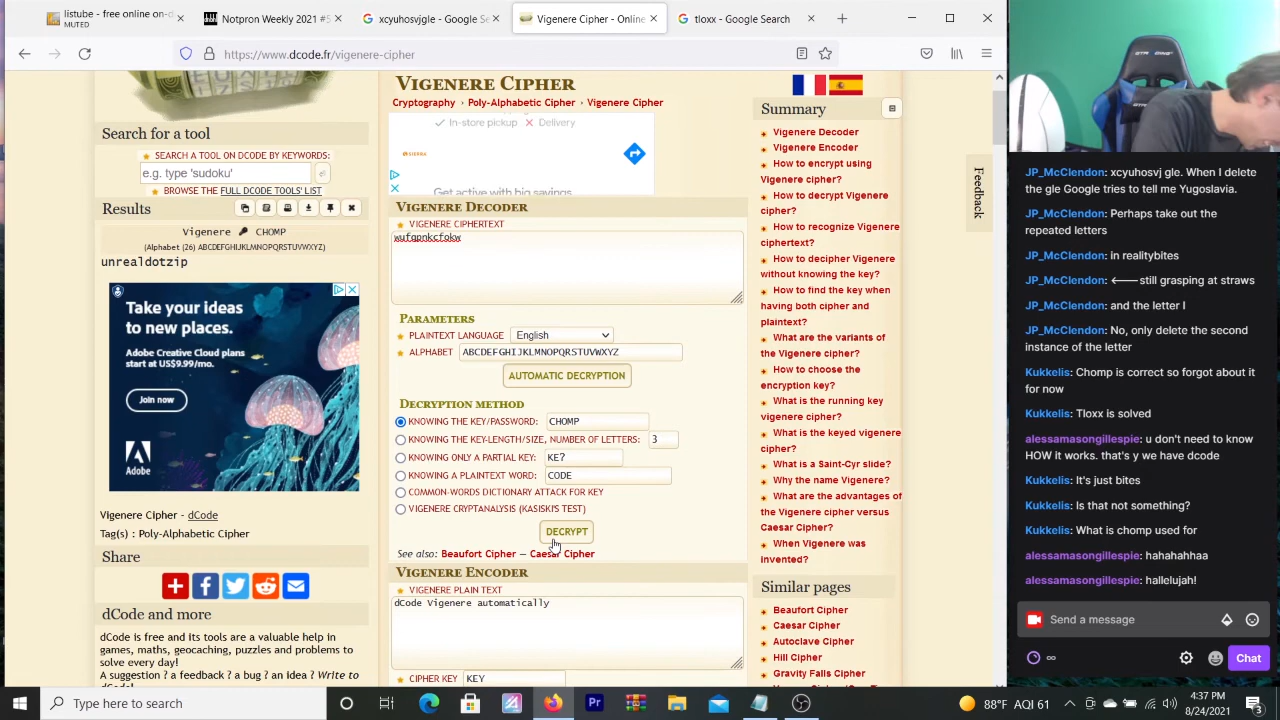 listube - free online on-d
MUTED
Notpron Weekly 2021 #5
xcyuhosvjgle - Google Se
Vigenere Cipher - Online
tloxx - Google Search
https://www.dcode.fr/vigenere-cipher
Search for a tool
SEARCH A TOOL ON DCODE BY KEYWORDS:
e.g. type 'sudoku'
BROWSE THE FULL DCODE TOOLS' LIST
Results
Vigenere CHOMP
(Alphabet (26) ABCDEFGHIJKLMNOPQRSTUVWXYZ)
unrealdotzip
Take your ideas
to new places.
Adobe Creative Cloud plans
start at US$9.99/mo.
Join now
Adobe
Vigenere Cipher - dCode
Tag(s) : Poly-Alphabetic Cipher
Share
dCode and more
dCode is free and its tools are a valuable help in
games, maths, geocaching, puzzles and problems to
solve every day!
A suggestion ? a feedback ? a bug ? an idea ? Write to
VIGENERE CIPHER
Cryptography › Poly-Alphabetic Cipher › Vigenere Cipher
In-store pickup Delivery
SIERRA
Get active with big savings
VIGENERE DECODER
VIGENERE CIPHERTEXT
wufqpnkcfokw
PARAMETERS
PLAINTEXT LANGUAGE English
ALPHABET ABCDEFGHIJKLMNOPQRSTUVWXYZ
AUTOMATIC DECRYPTION
DECRYPTION METHOD
KNOWING THE KEY/PASSWORD: CHOMP
KNOWING THE KEY-LENGTH/SIZE, NUMBER OF LETTERS: 3
KNOWING ONLY A PARTIAL KEY: KE?
KNOWING A PLAINTEXT WORD: CODE
COMMON-WORDS DICTIONARY ATTACK FOR KEY
VIGENERE CRYPTANALYSIS (KASISKI'S TEST)
DECRYPT
See also: Beaufort Cipher – Caesar Cipher
VIGENERE ENCODER
VIGENERE PLAIN TEXT
dCode Vigenere automatically
CIPHER KEY KEY
Summary
Vigenere Decoder
Vigenere Encoder
How to encrypt using
Vigenere cipher?
How to decrypt Vigenere
cipher?
How to recognize Vigenere
ciphertext?
How to decipher Vigenere
without knowing the key?
How to find the key when
having both cipher and
plaintext?
What are the variants of
the Vigenere cipher?
How to choose the
encryption key?
What is the running key
vigenere cipher?
What is the keyed vigenere
cipher?
What is a Saint-Cyr slide?
Why the name Vigenere?
What are the advantages of
the Vigenere cipher versus
Caesar Cipher?
When Vigenere was
invented?
Similar pages
Beaufort Cipher
Caesar Cipher
Autoclave Cipher
Hill Cipher
Gravity Falls Cipher
Feedback
GTRACING
JP_McClendon: xcyuhosvj gle. When I delete
the gle Google tries to tell me Yugoslavia.
JP_McClendon: Perhaps take out the
repeated letters
JP_McClendon: in realitybites
JP_McClendon: <---still grasping at straws
JP_McClendon: and the letter I
JP_McClendon: No, only delete the second
instance of the letter
Kukkelis: Chomp is correct so forgot about it
for now
Kukkelis: Tloxx is solved
alessamosgillespie: u don't need to know
HOW it works. that's y we have dcode
Kukkelis: It's just bites
Kukkelis: Is that not something?
Kukkelis: What is chomp used for
alessamosgillespie: hahahahhaa
alessamosgillespie: hallelujah!
Send a message
∞
Chat
Type here to search
88°F AQI 61
4:37 PM
8/24/2021
3